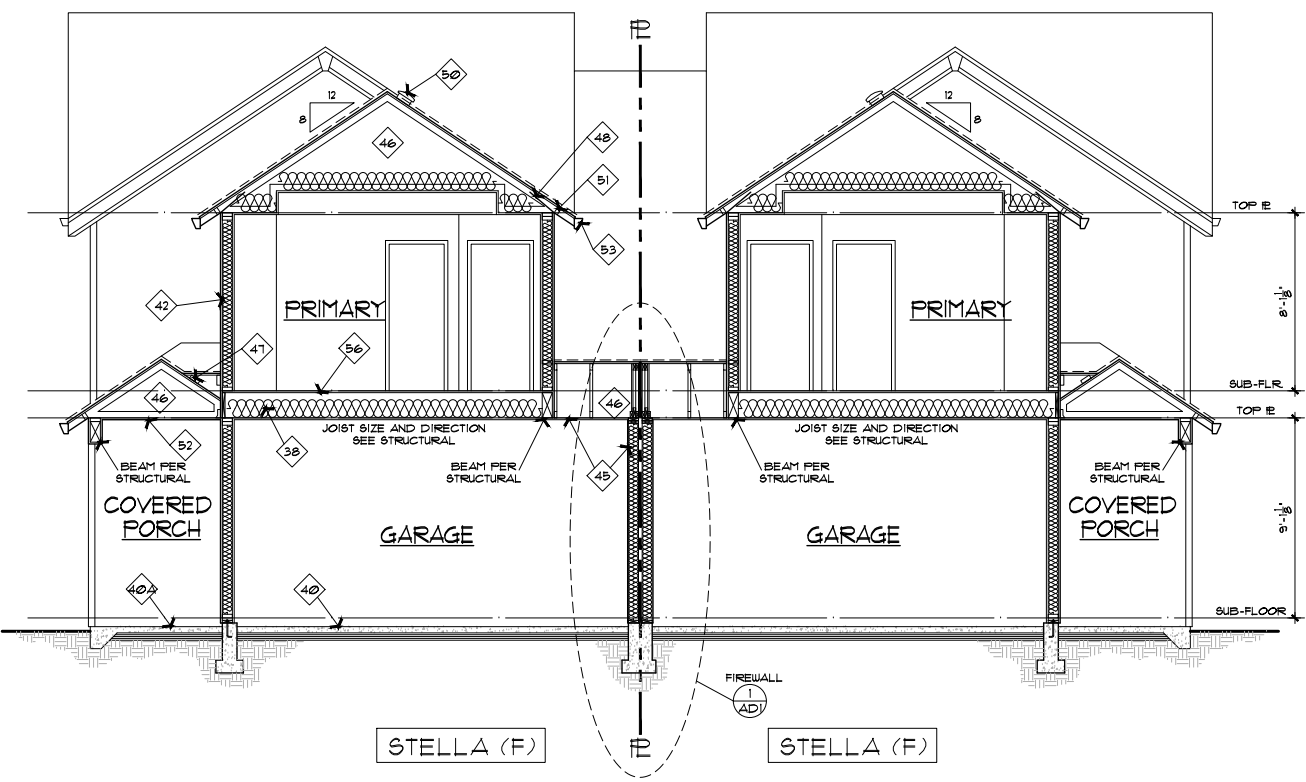 PL
50
12
8
46
48
51
53
12
8
TOP PL
42
PRIMARY
PRIMARY
8'-1 1/8"
47
56
SUB-FLR.
46
46
TOP PL
52
38
JOIST SIZE AND DIRECTION
SEE STRUCTURAL
45
JOIST SIZE AND DIRECTION
SEE STRUCTURAL
BEAM PER
STRUCTURAL
BEAM PER
STRUCTURAL
BEAM PER
STRUCTURAL
BEAM PER
STRUCTURAL
COVERED
PORCH
GARAGE
GARAGE
COVERED
PORCH
9'-1 1/8"
40A
40
SUB-FLOOR
FIREWALL
1
AD1
STELLA (F)
PL
STELLA (F)